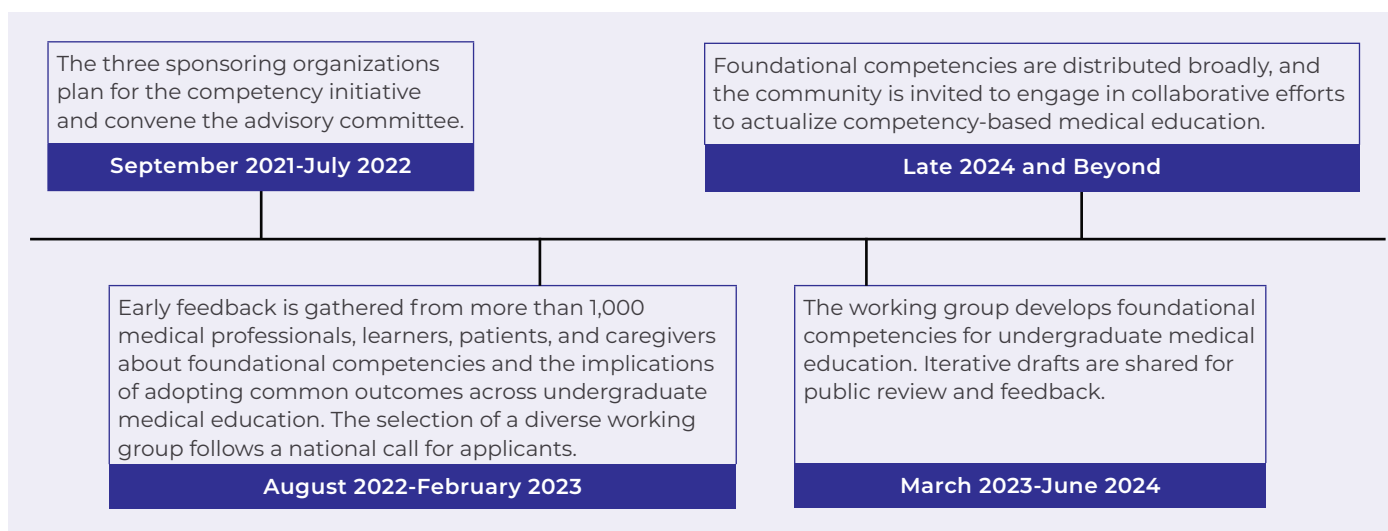 The three sponsoring organizations
plan for the competency initiative
and convene the advisory committee.
September 2021-July 2022
Foundational competencies are distributed broadly, and
the community is invited to engage in collaborative efforts
to actualize competency-based medical education.
Late 2024 and Beyond
Early feedback is gathered from more than 1,000
medical professionals, learners, patients, and caregivers
about foundational competencies and the implications
of adopting common outcomes across undergraduate
medical education. The selection of a diverse working
group follows a national call for applicants.
August 2022-February 2023
The working group develops foundational
competencies for undergraduate medical
education. Iterative drafts are shared for
public review and feedback.
March 2023-June 2024